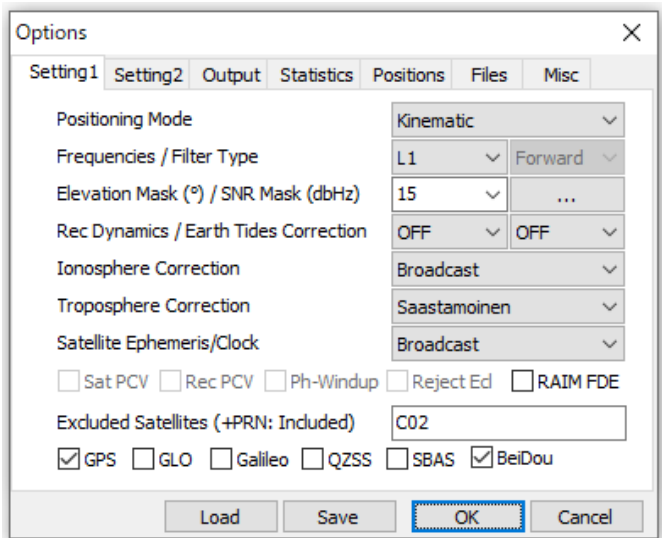 Options
Setting1 Setting2 Output Statistics Positions Files Misc
Positioning Mode Kinematic
Frequencies / Filter Type L1 Forward
Elevation Mask (°) / SNR Mask (dbHz) 15 ...
Rec Dynamics / Earth Tides Correction OFF OFF
Ionosphere Correction Broadcast
Troposphere Correction Saastamoinen
Satellite Ephemeris/Clock Broadcast
Sat PCV Rec PCV Ph-Windup Reject Ecl RAIM FDE
Excluded Satellites (+PRN: Included) C02
GPS GLO Galileo QZSS SBAS BeiDou
Load Save OK Cancel